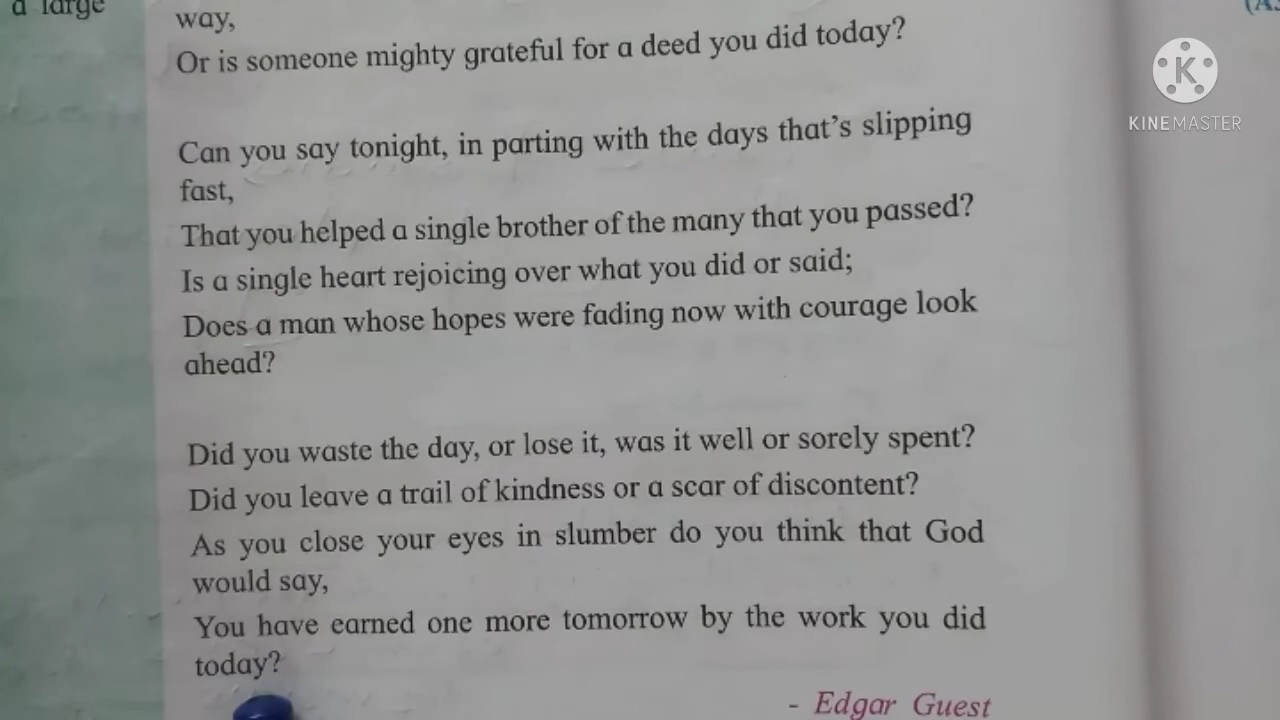 a large
way,
Or is someone mighty grateful for a deed you did today?
Can you say tonight, in parting with the days that's slipping
fast,
That you helped a single brother of the many that you passed?
Is a single heart rejoicing over what you did or said;
Does a man whose hopes were fading now with courage look
ahead?
Did you waste the day, or lose it, was it well or sorely spent?
Did you leave a trail of kindness or a scar of discontent?
As you close your eyes in slumber do you think that God
would say,
You have earned one more tomorrow by the work you did
today?
- Edgar Guest
K
KINEMASTER